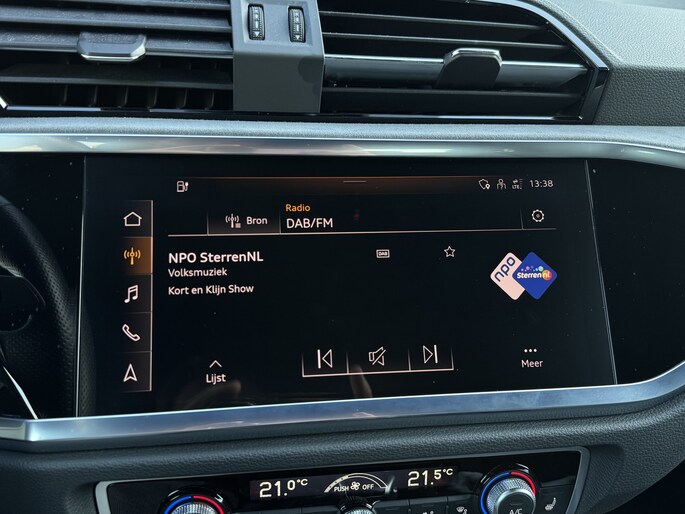 LTE 13:38
Radio
Bron DAB/FM
NPO SterrenNL
DAB
Volksmuziek
Kort en Klijn Show
npo
Sterren nl
Lijst
Meer
21.0°C
PUSH OFF
21.5°C
A/C